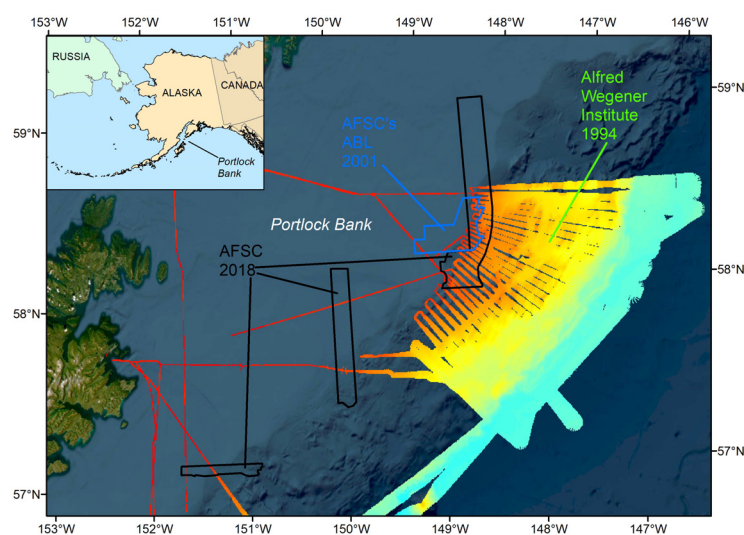 153°W 152°W 151°W 150°W 149°W 148°W 147°W 146°W
RUSSIA
ALASKA
CANADA
Portlock
Bank
59°N
59°N
AFSC's
ABL
2001
Alfred
Wegener
Institute
1994
Portlock Bank
AFSC
2018
58°N
58°N
57°N
57°N
153°W 152°W 151°W 150°W 149°W 148°W 147°W 146°W